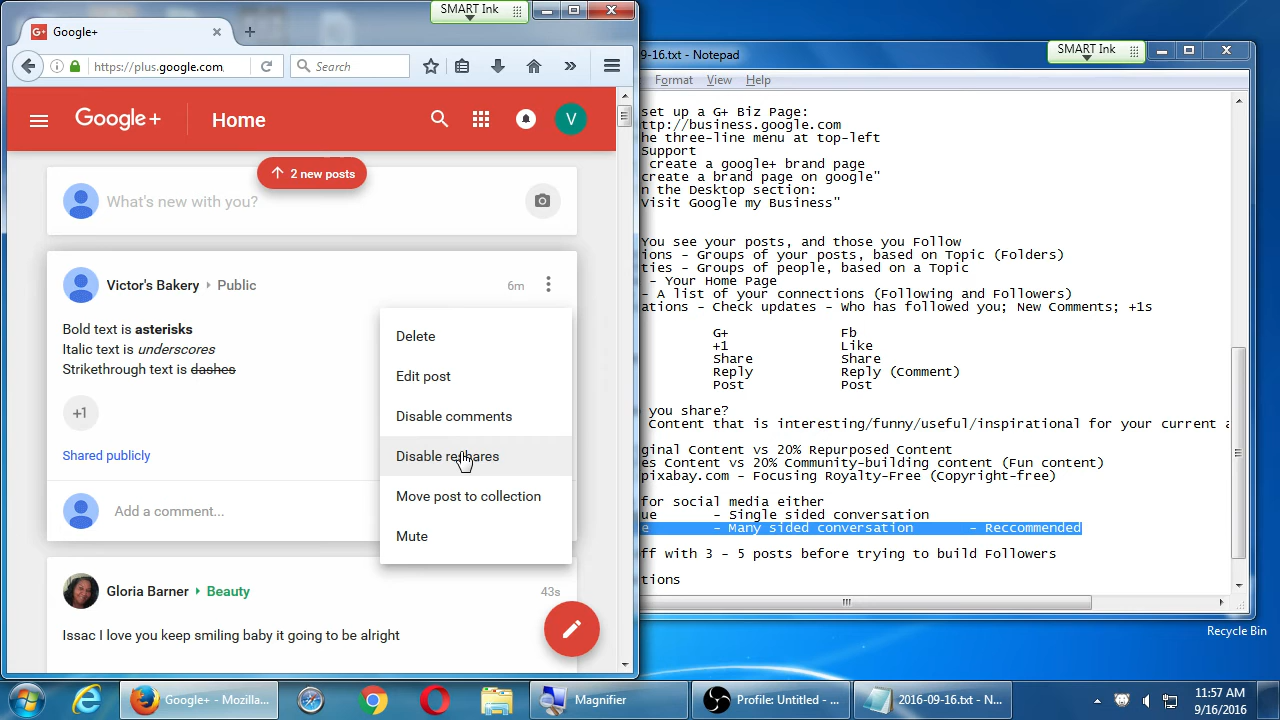 SMART Ink
Google+
https://plus.google.com
Search
Google+
Home
V
2 new posts
What's new with you?
Victor's Bakery
Public
6m
Bold text is asterisks
Italic text is underscores
Strikethrough text is dashes
+1
Shared publicly
Add a comment...
Delete
Edit post
Disable comments
Disable reshares
Move post to collection
Mute
Gloria Barner
Beauty
43s
Issac I love you keep smiling baby it going to be alright
9-16.txt - Notepad
SMART Ink
Format View Help
set up a G+ Biz Page:
ttp://business.google.com
he three-line menu at top-left
Support
create a google+ brand page
create a brand page on google"
n the Desktop section:
Visit Google my Business"
You see your posts, and those you Follow
ions - Groups of your posts, based on Topic (Folders)
ties - Groups of people, based on a Topic
- Your Home Page
- A list of your connections (Following and Followers)
ations - Check updates - Who has followed you; New Comments; +1s
G+ Fb
+1 Like
Share Share
Reply Reply (Comment)
Post Post
you share?
Content that is interesting/funny/useful/inspirational for your current a
ginal Content vs 20% Repurposed Content
es Content vs 20% Community-building content (Fun content)
pixabay.com - Focusing Royalty-Free (Copyright-free)
for social media either
ue - Single sided conversation
e - Many sided conversation - Reccommended
ff with 3 - 5 posts before trying to build Followers
tions
Recycle Bin
Google+ - Mozilla...
Magnifier
Profile: Untitled - ...
2016-09-16.txt - N...
11:57 AM
9/16/2016